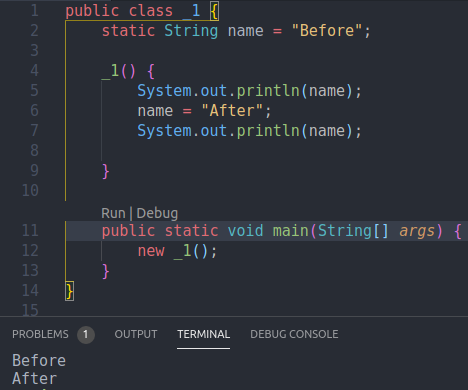 1 public class _1 {
2 static String name = "Before";
3
4 _1() {
5 System.out.println(name);
6 name = "After";
7 System.out.println(name);
8
9 }
10
Run | Debug
11 public static void main(String[] args) {
12 new _1();
13 }
14 }
15
PROBLEMS 1 OUTPUT TERMINAL DEBUG CONSOLE
Before
After